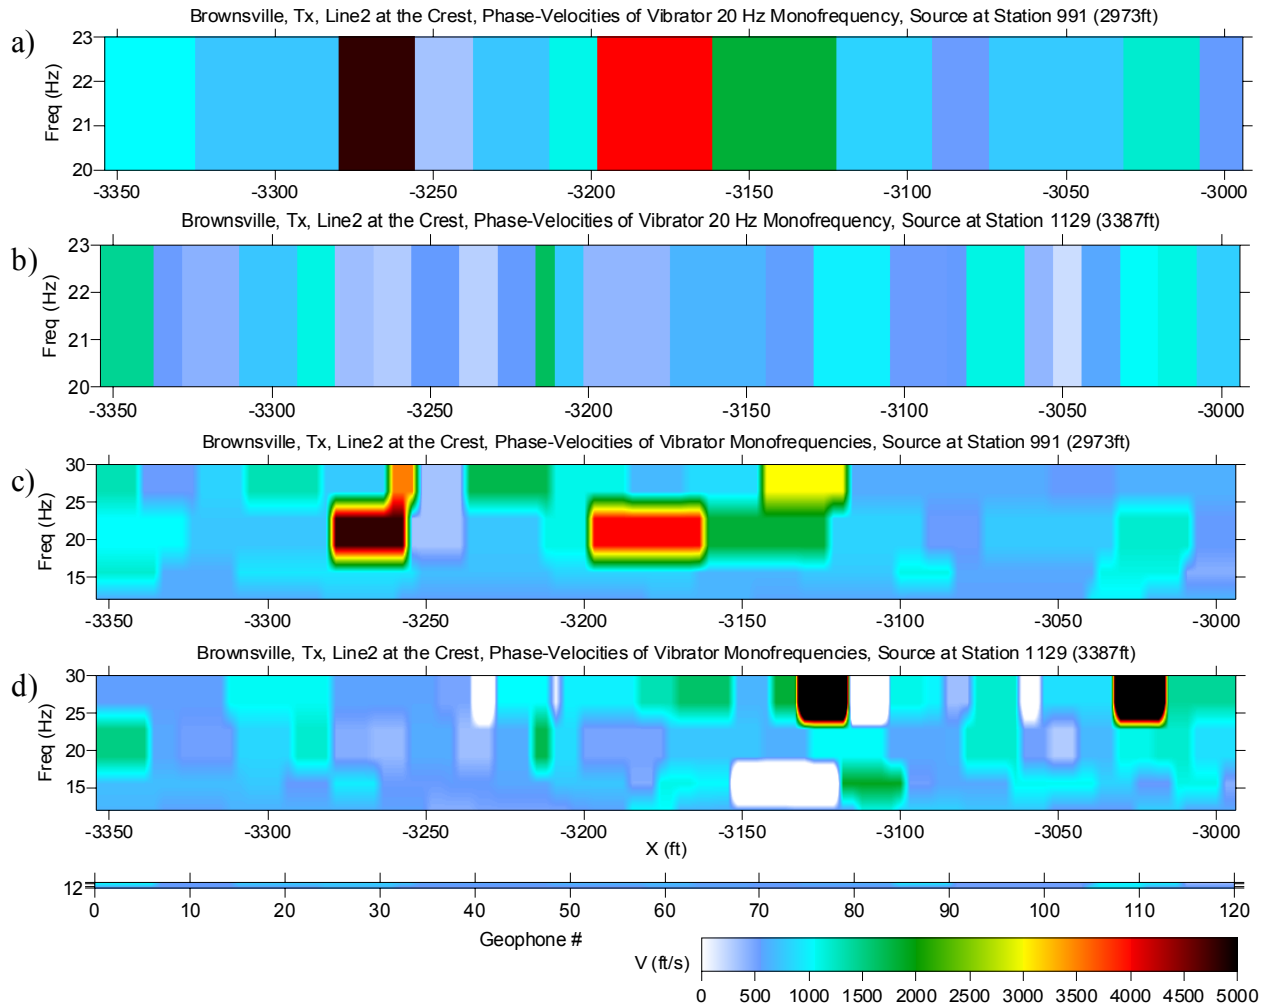 Brownsville, Tx, Line2 at the Crest, Phase-Velocities of Vibrator 20 Hz Monofrequency, Source at Station 991 (2973ft)
a)
Freq (Hz)
23
22
21
20
-3350 -3300 -3250 -3200 -3150 -3100 -3050 -3000
Brownsville, Tx, Line2 at the Crest, Phase-Velocities of Vibrator 20 Hz Monofrequency, Source at Station 1129 (3387ft)
b)
Freq (Hz)
23
22
21
20
-3350 -3300 -3250 -3200 -3150 -3100 -3050 -3000
Brownsville, Tx, Line2 at the Crest, Phase-Velocities of Vibrator Monofrequencies, Source at Station 991 (2973ft)
c)
Freq (Hz)
30
25
20
15
-3350 -3300 -3250 -3200 -3150 -3100 -3050 -3000
Brownsville, Tx, Line2 at the Crest, Phase-Velocities of Vibrator Monofrequencies, Source at Station 1129 (3387ft)
d)
Freq (Hz)
30
25
20
15
-3350 -3300 -3250 -3200 -3150 -3100 -3050 -3000
X (ft)
12
0 10 20 30 40 50 60 70 80 90 100 110 120
Geophone #
V (ft/s)
0 500 1000 1500 2000 2500 3000 3500 4000 4500 5000